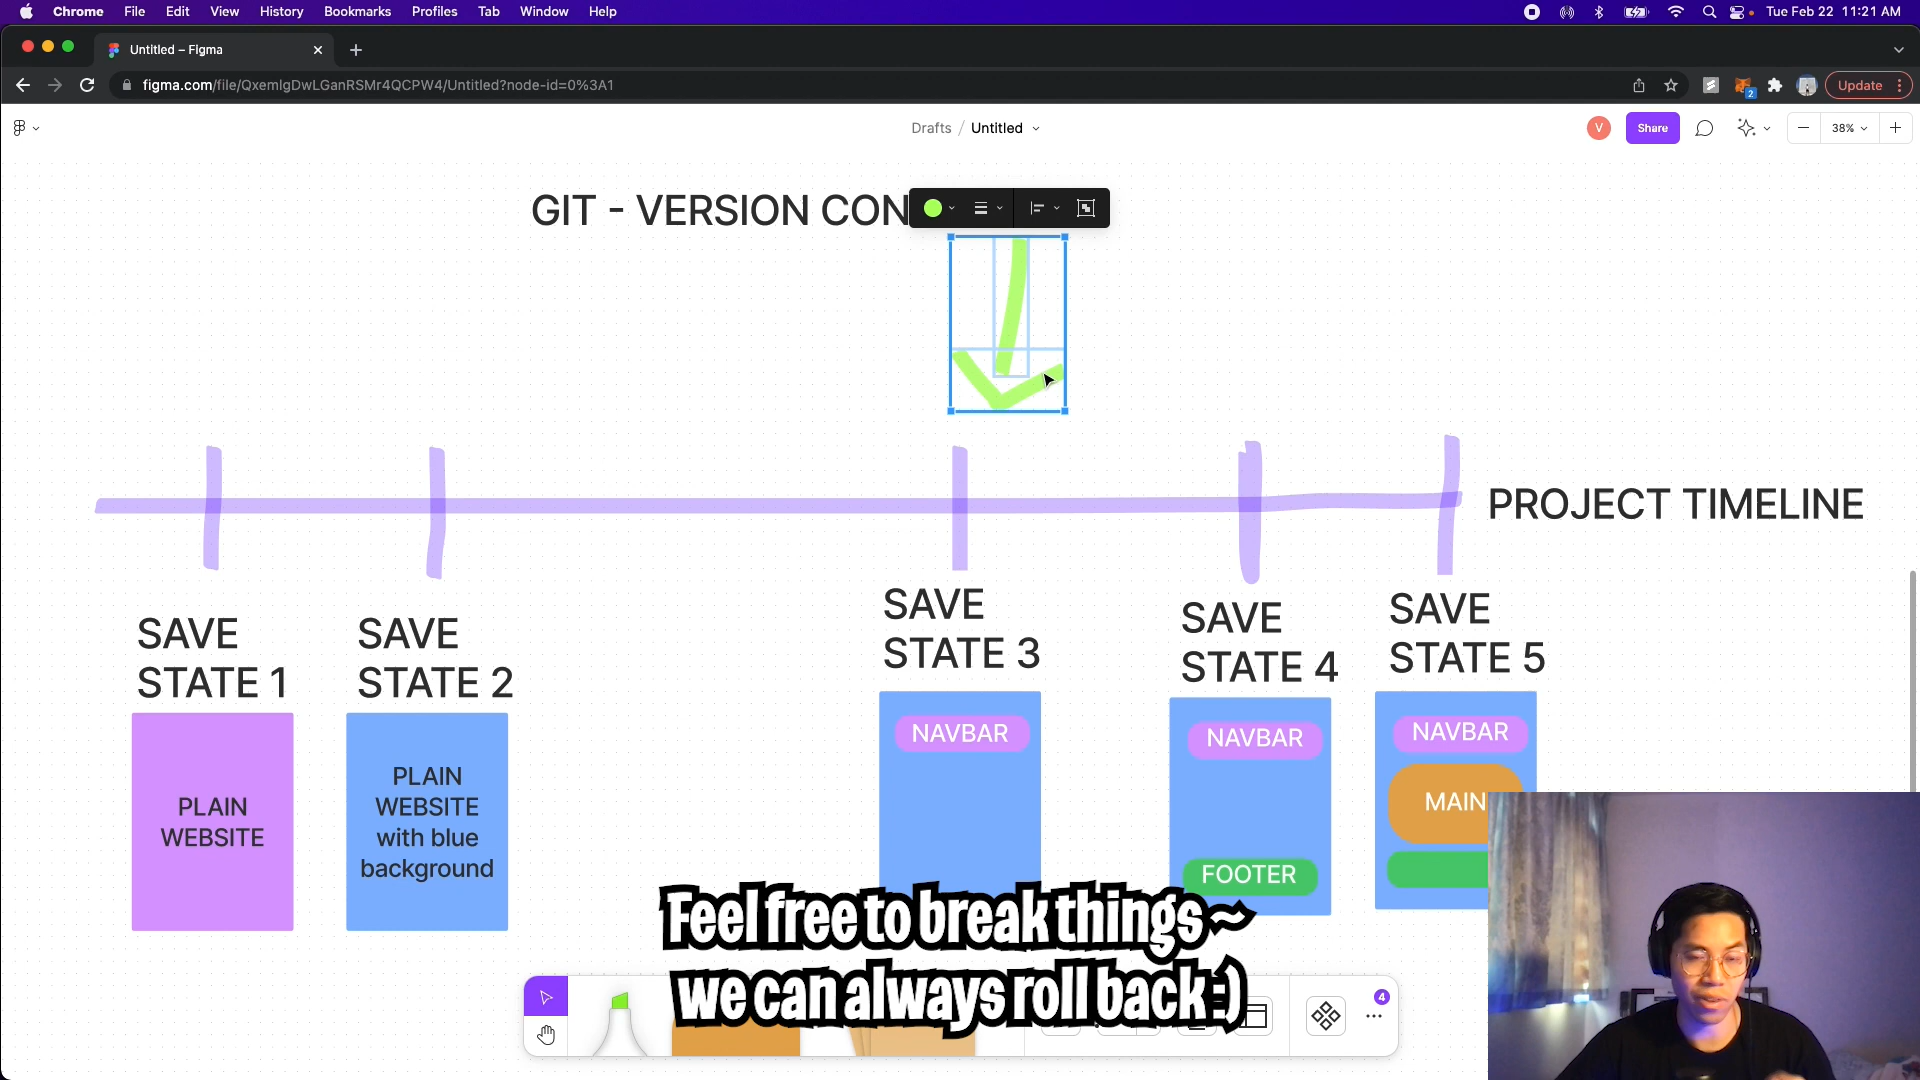 Chrome File Edit View History Bookmarks Profiles Tab Window Help Tue Feb 22 11:21 AM
Untitled – Figma
figma.com/file/QxemIgDwLGanRSMr4QCPW4/Untitled?node-id=0%3A1 2 Update
Drafts / Untitled V Share 38%
GIT - VERSION CON
PROJECT TIMELINE
SAVE
STATE 1
SAVE
STATE 2
SAVE
STATE 3
SAVE
STATE 4
SAVE
STATE 5
PLAIN
WEBSITE
PLAIN
WEBSITE
with blue
background
NAVBAR
NAVBAR
FOOTER
NAVBAR
MAIN
Feel free to break things ~
we can always roll back :)
4